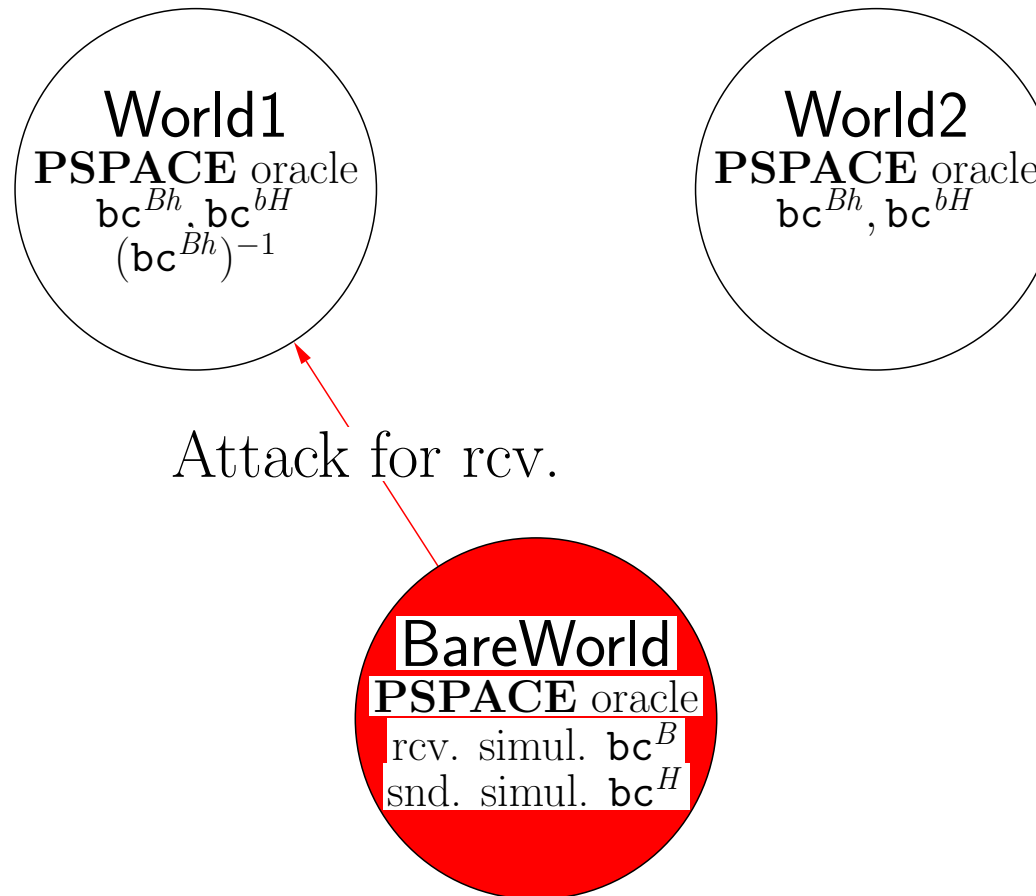 World1
PSPACE oracle
bc^{Bh}, bc^{bH}
(bc^{Bh})^{-1}
World2
PSPACE oracle
bc^{Bh}, bc^{bH}
Attack for rcv.
BareWorld
PSPACE oracle
rcv. simul. bc^{B}
snd. simul. bc^{H}